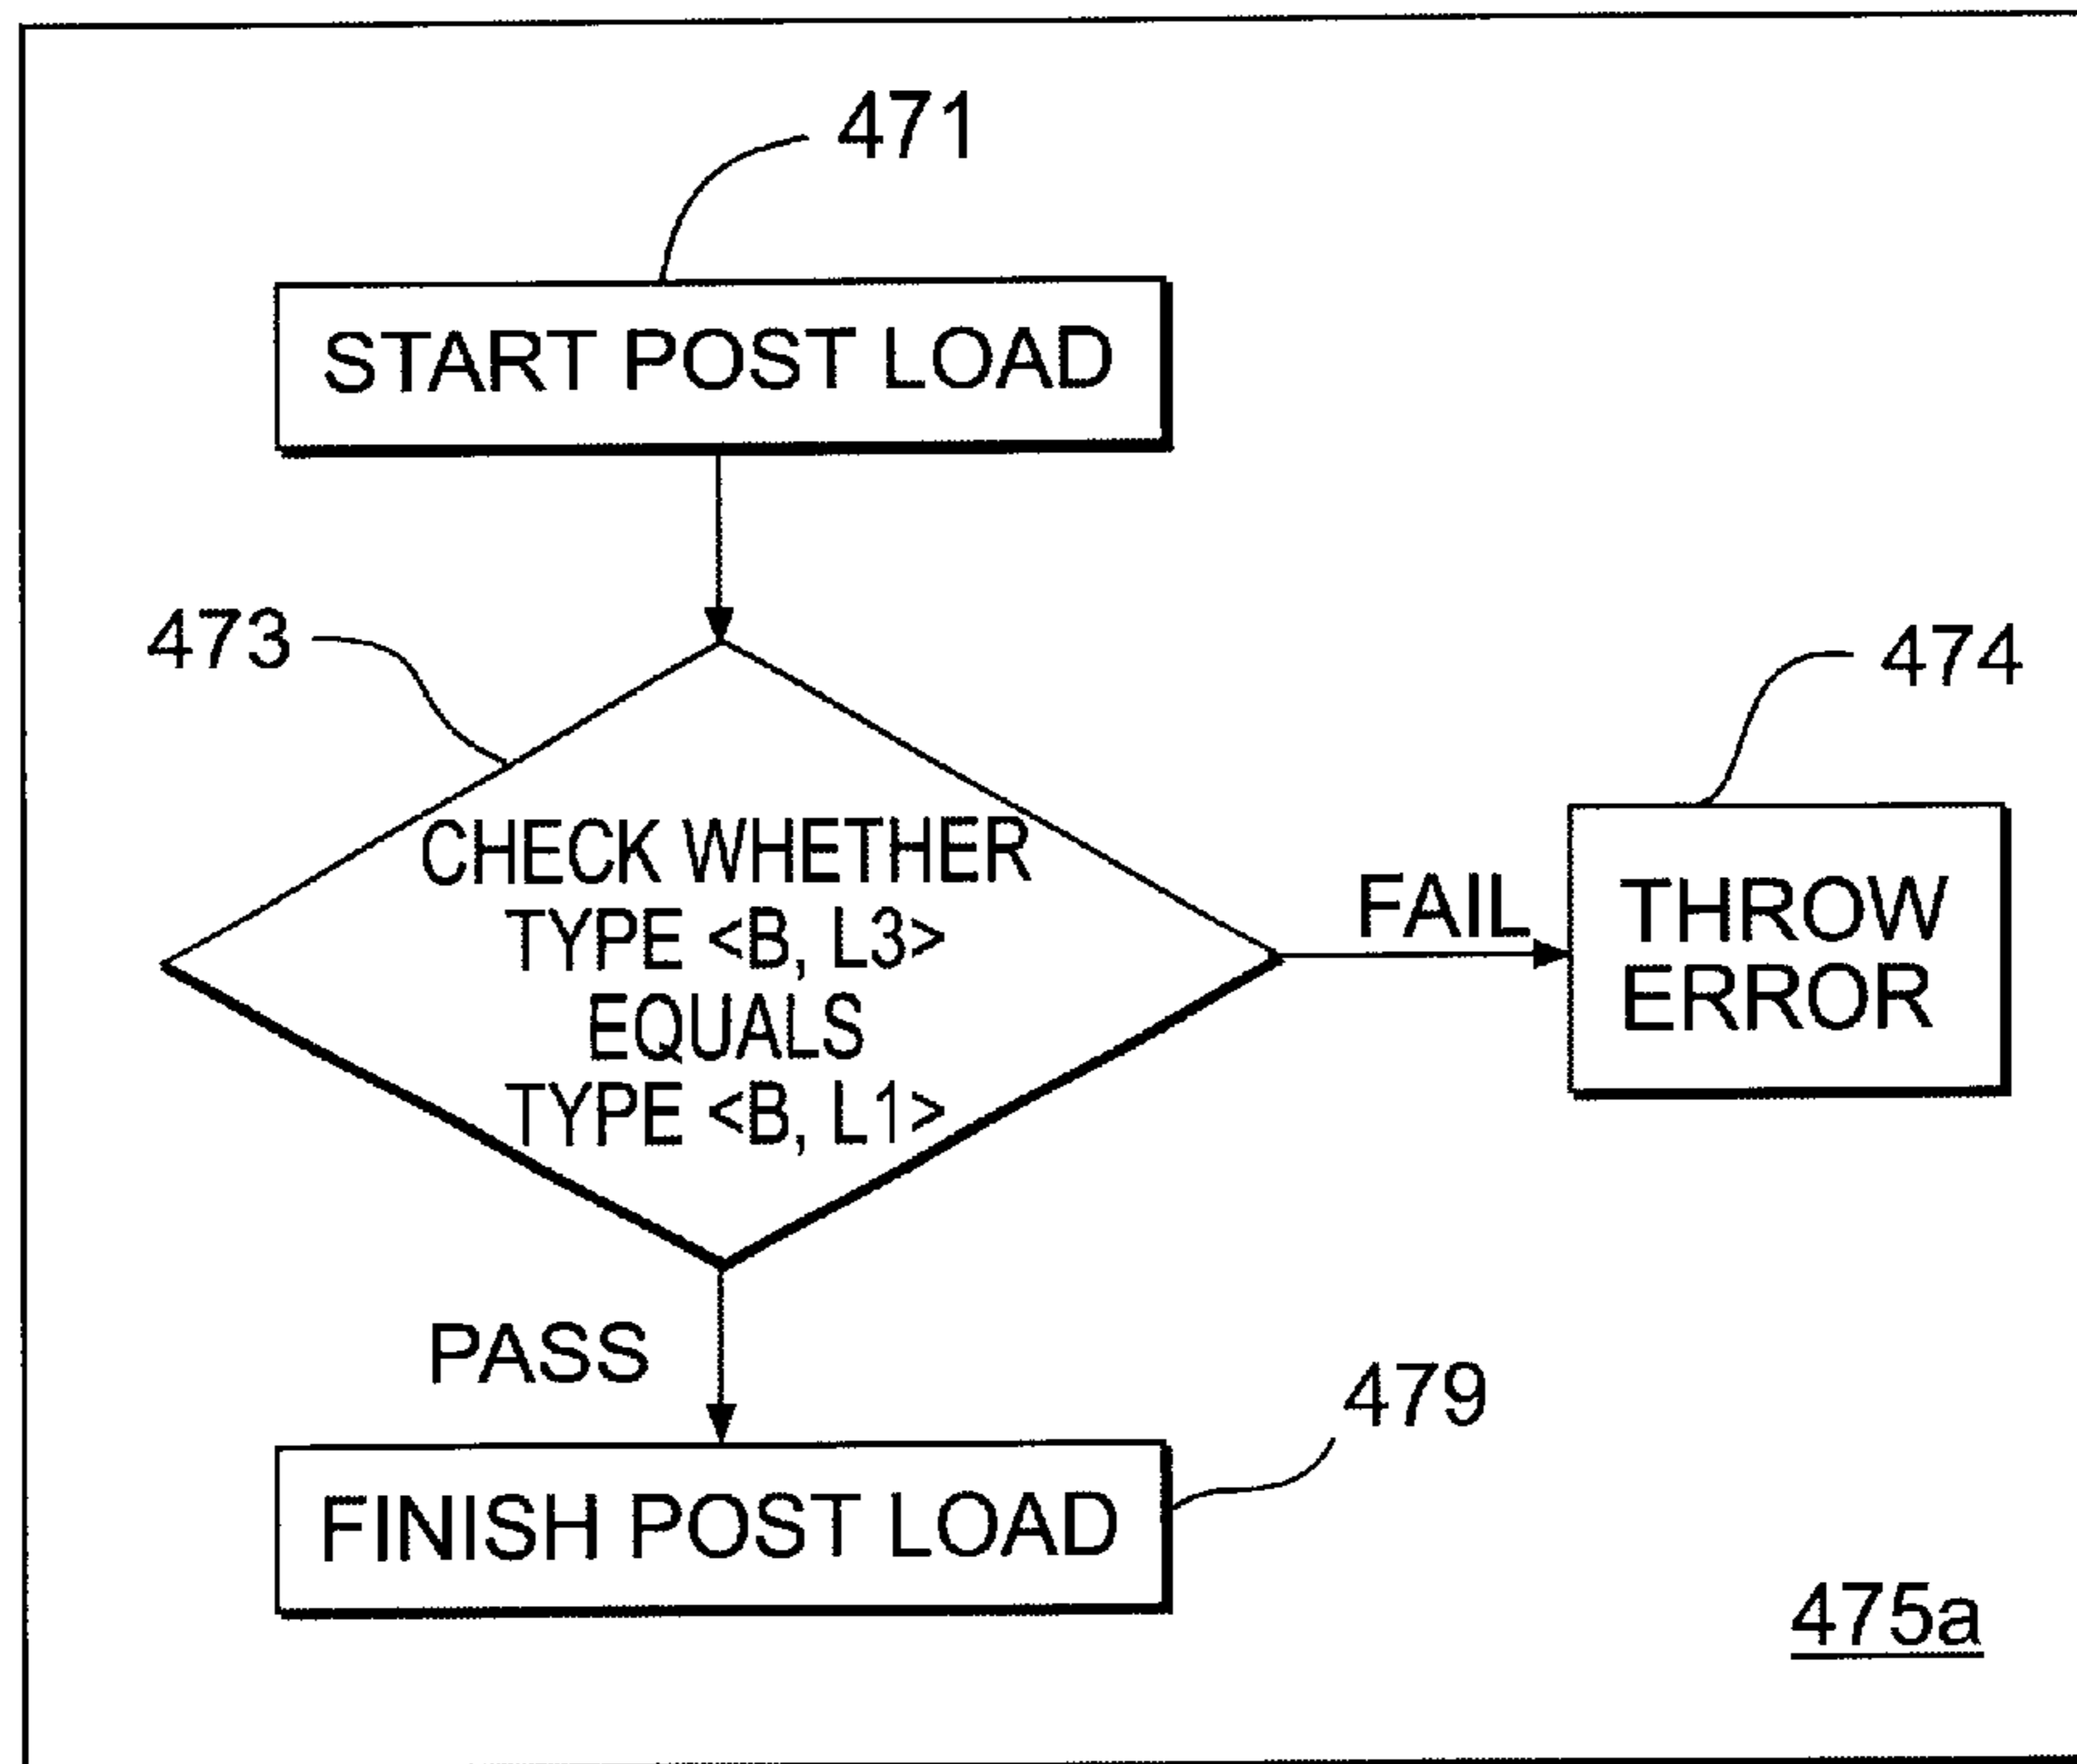 471
START POST LOAD
473
474
CHECK WHETHER
TYPE <B, L3>
EQUALS
TYPE <B, L1>
FAIL
THROW
ERROR
PASS
479
FINISH POST LOAD
475a